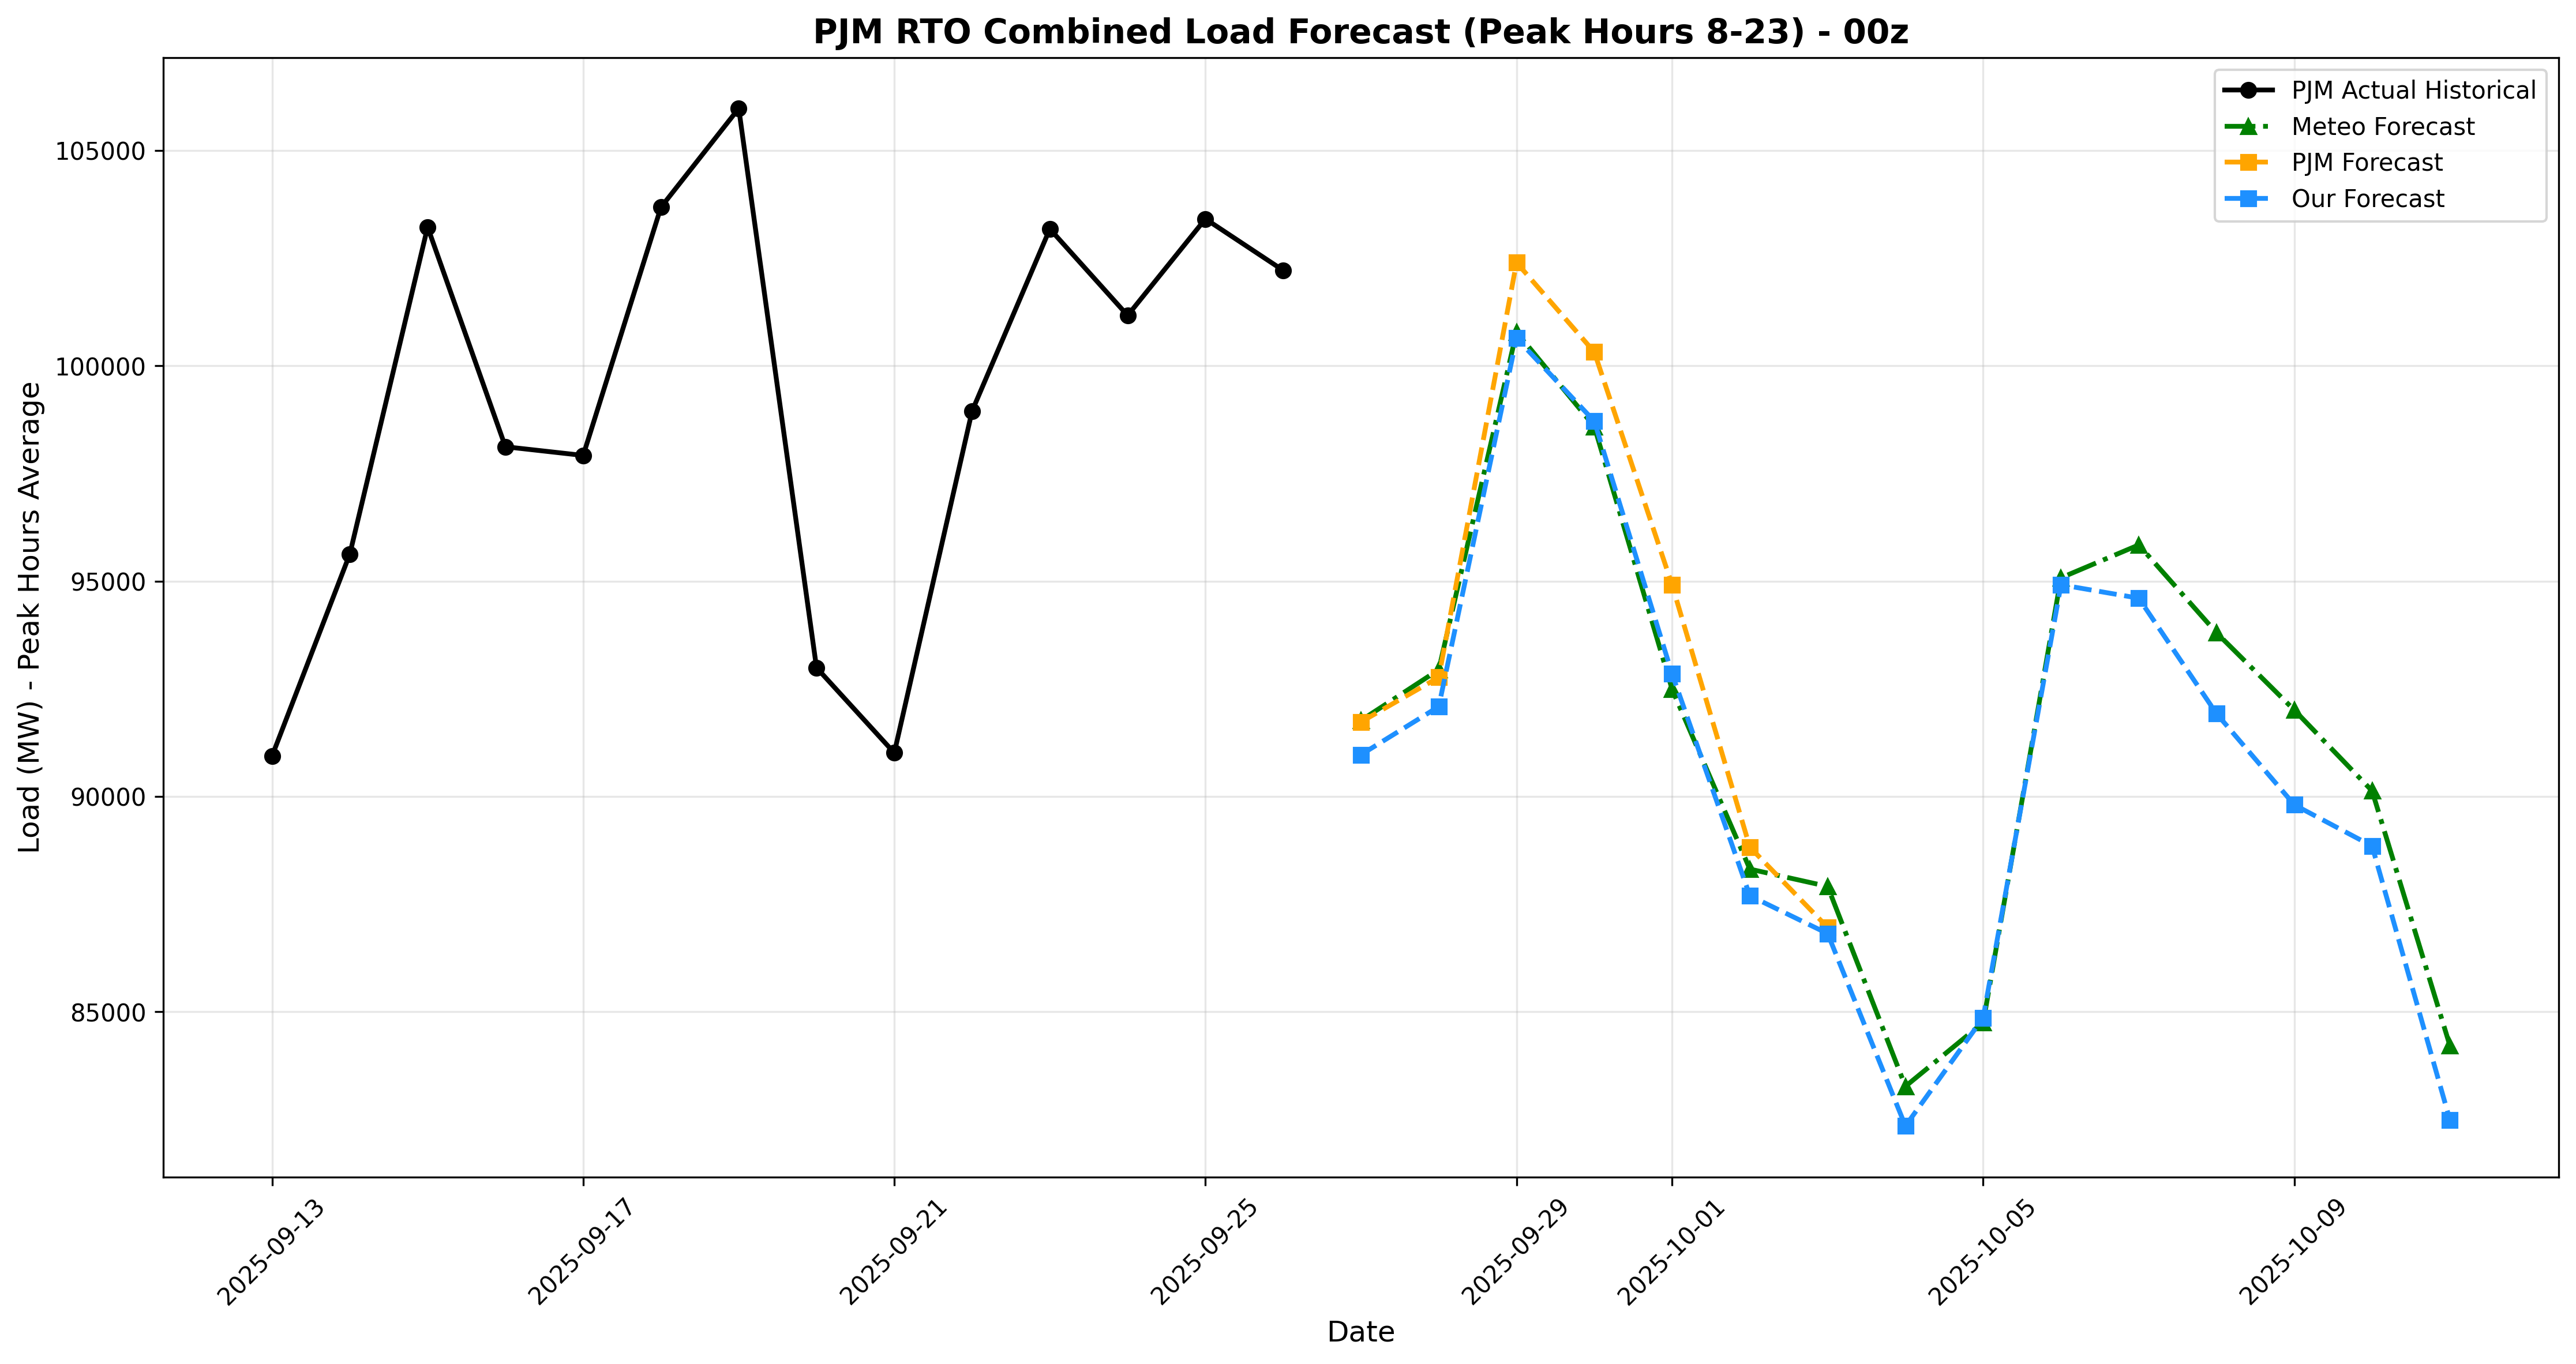 PJM RTO Combined Load Forecast (Peak Hours 8-23) - 00z
PJM Actual Historical
Meteo Forecast
PJM Forecast
Our Forecast
Load (MW) - Peak Hours Average
105000
100000
95000
90000
85000
2025-09-13
2025-09-17
2025-09-21
2025-09-25
2025-09-29
2025-10-01
2025-10-05
2025-10-09
Date